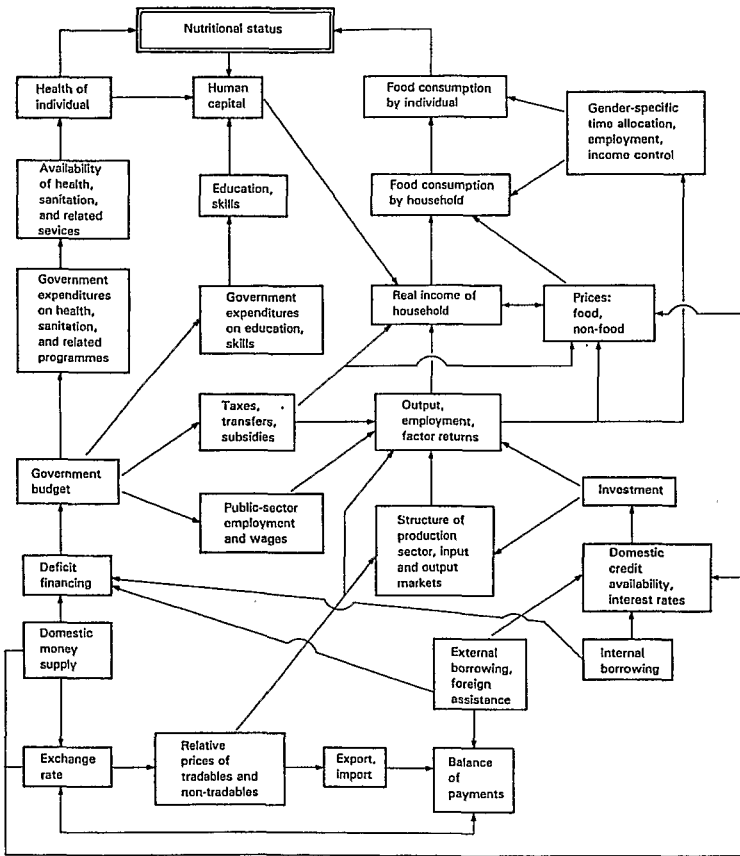 Nutritional status
Health of
individual
Human
capital
Food consumption
by individual
Gender-specific
time allocation,
employment,
income control
Availability
of health,
sanitation,
and related
sevices
Education,
skills
Food consumption
by household
Government
expenditures
on health,
sanitation,
and related
programmes
Government
expenditures
on education,
skills
Real income of
household
Prices:
food,
non-food
Taxes,
transfers,
subsidies
Output,
employment,
factor returns
Government
budget
Public-sector
employment
and wages
Structure of
production
sector, input
and output
markets
Investment
Deficit
financing
Domestic
credit
availability,
interest rates
Domestic
money
supply
External
borrowing,
foreign
assistance
Internal
borrowing
Exchange
rate
Relative
prices of
tradables and
non-tradables
Export,
import
Balance
of
payments